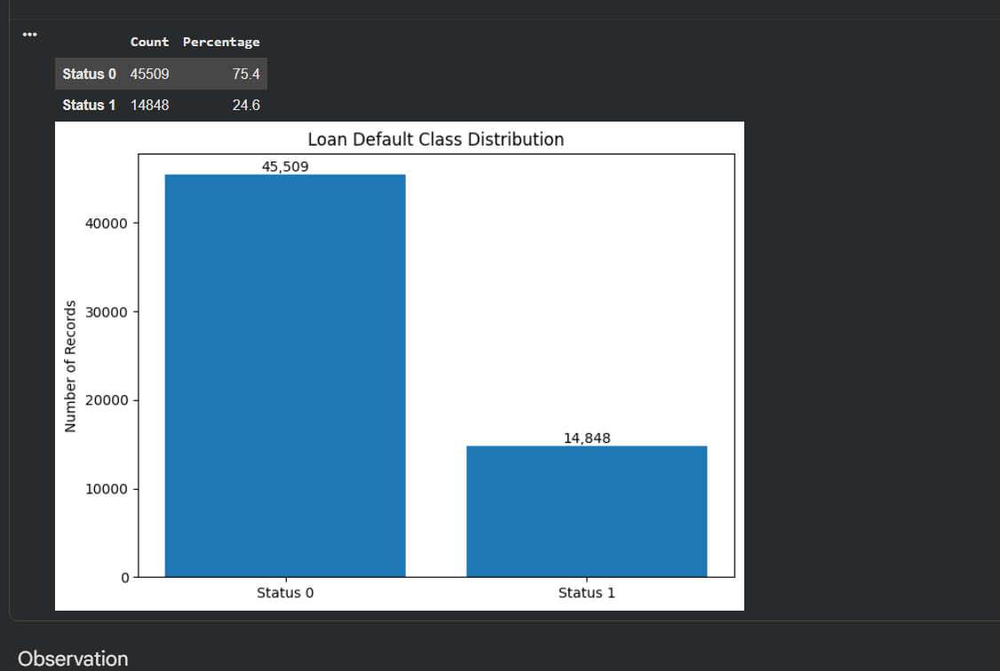 Count Percentage
Status 0 45509 75.4
Status 1 14848 24.6
Loan Default Class Distribution
45,509
40000
30000
Number of Records
20000
14,848
10000
0
Status 0 Status 1
Observation